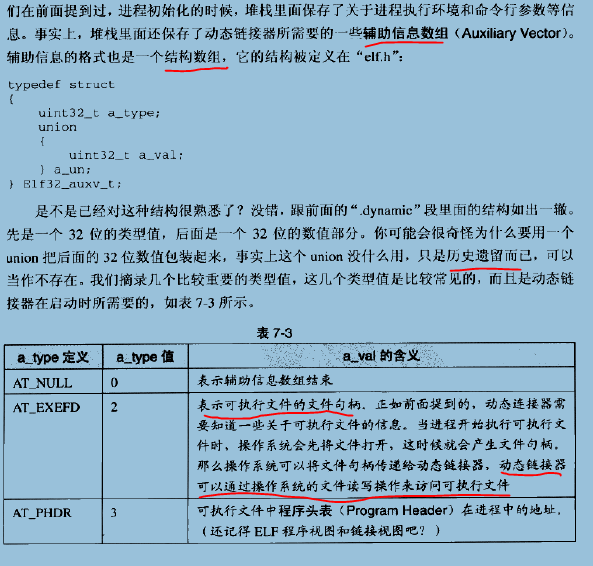 们在前面提到过，进程初始化的时候，堆栈里面保存了关于进程执行环境和命令行参数等信
息。事实上，堆栈里面还保存了动态链接器所需要的一些辅助信息数组（Auxiliary Vector）。
辅助信息的格式也是一个结构数组，它的结构被定义在“elf.h”：
typedef struct
{
uint32_t a_type;
union
{
uint32_t a_val;
} a_un;
} Elf32_auxv_t;
是不是已经对这种结构很熟悉了？没错，跟前面的“.dynamic”段里面的结构如出一辙。
先是一个 32 位的类型值，后面是一个 32 位的数值部分。你可能会很奇怪为什么要用一个
union 把后面的 32 位数值包装起来，事实上这个 union 没什么用，只是历史遗留而已，可以
当作不存在。我们摘录几个比较重要的类型值，这几个类型值是比较常见的，而且是动态链
接器在启动时所需要的，如表 7-3 所示。
表 7-3
a_type 定义 a_type 值 a_val 的含义
AT_NULL 0 表示辅助信息数组结束
AT_EXEFD 2 表示可执行文件的文件句柄。正如前面提到的，动态连接器需
要知道一些关于可执行文件的信息。当进程开始执行可执行文
件时，操作系统会先将文件打开，这时候就会产生文件句柄。
那么操作系统可以将文件句柄传递给动态链接器，动态链接器
可以通过操作系统的文件读写操作来访问可执行文件
AT_PHDR 3 可执行文件中程序头表（Program Header）在进程中的地址。
（还记得 ELF 程序视图和链接视图吧？）